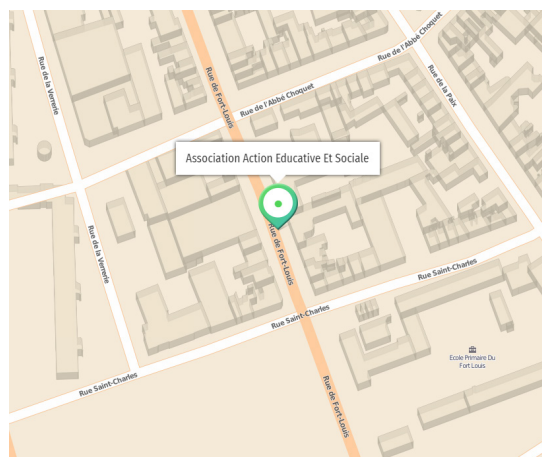 Rue de l'Abbé Choquet
Rue de la Verrerie
Rue de Fort-Louis
Rue de la Paix
Rue de l'Abbé Choquet
Association Action Educative Et Sociale
Rue de la Verrerie
Rue de Fort-Louis
Rue Saint-Charles
Rue Saint-Charles
Ecole Primaire Du
Fort Louis
Rue Saint-Charles
Rue de Fort-Louis